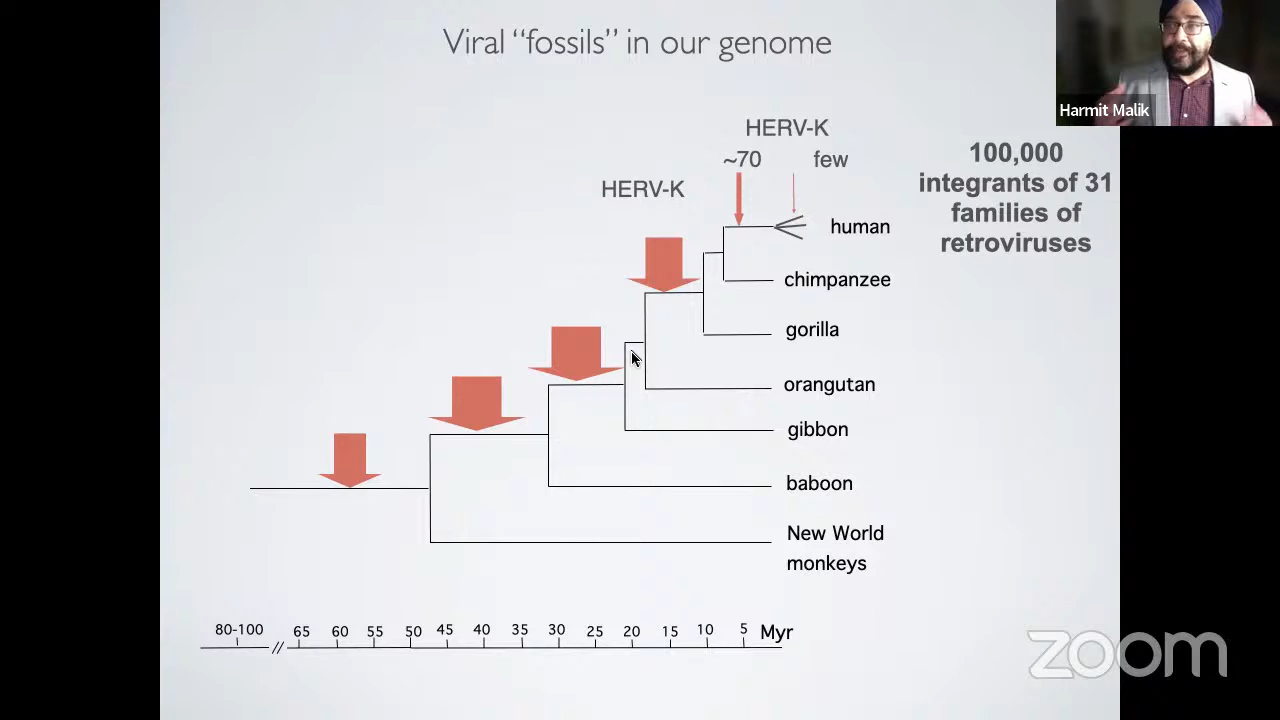 Viral “fossils” in our genome
Harmit Malik
HERV-K
~70 few
HERV-K
100,000
integrants of 31
families of
retroviruses
human
chimpanzee
gorilla
orangutan
gibbon
baboon
New World
monkeys
80-100 // 65 60 55 50 45 40 35 30 25 20 15 10 5 Myr
zoom